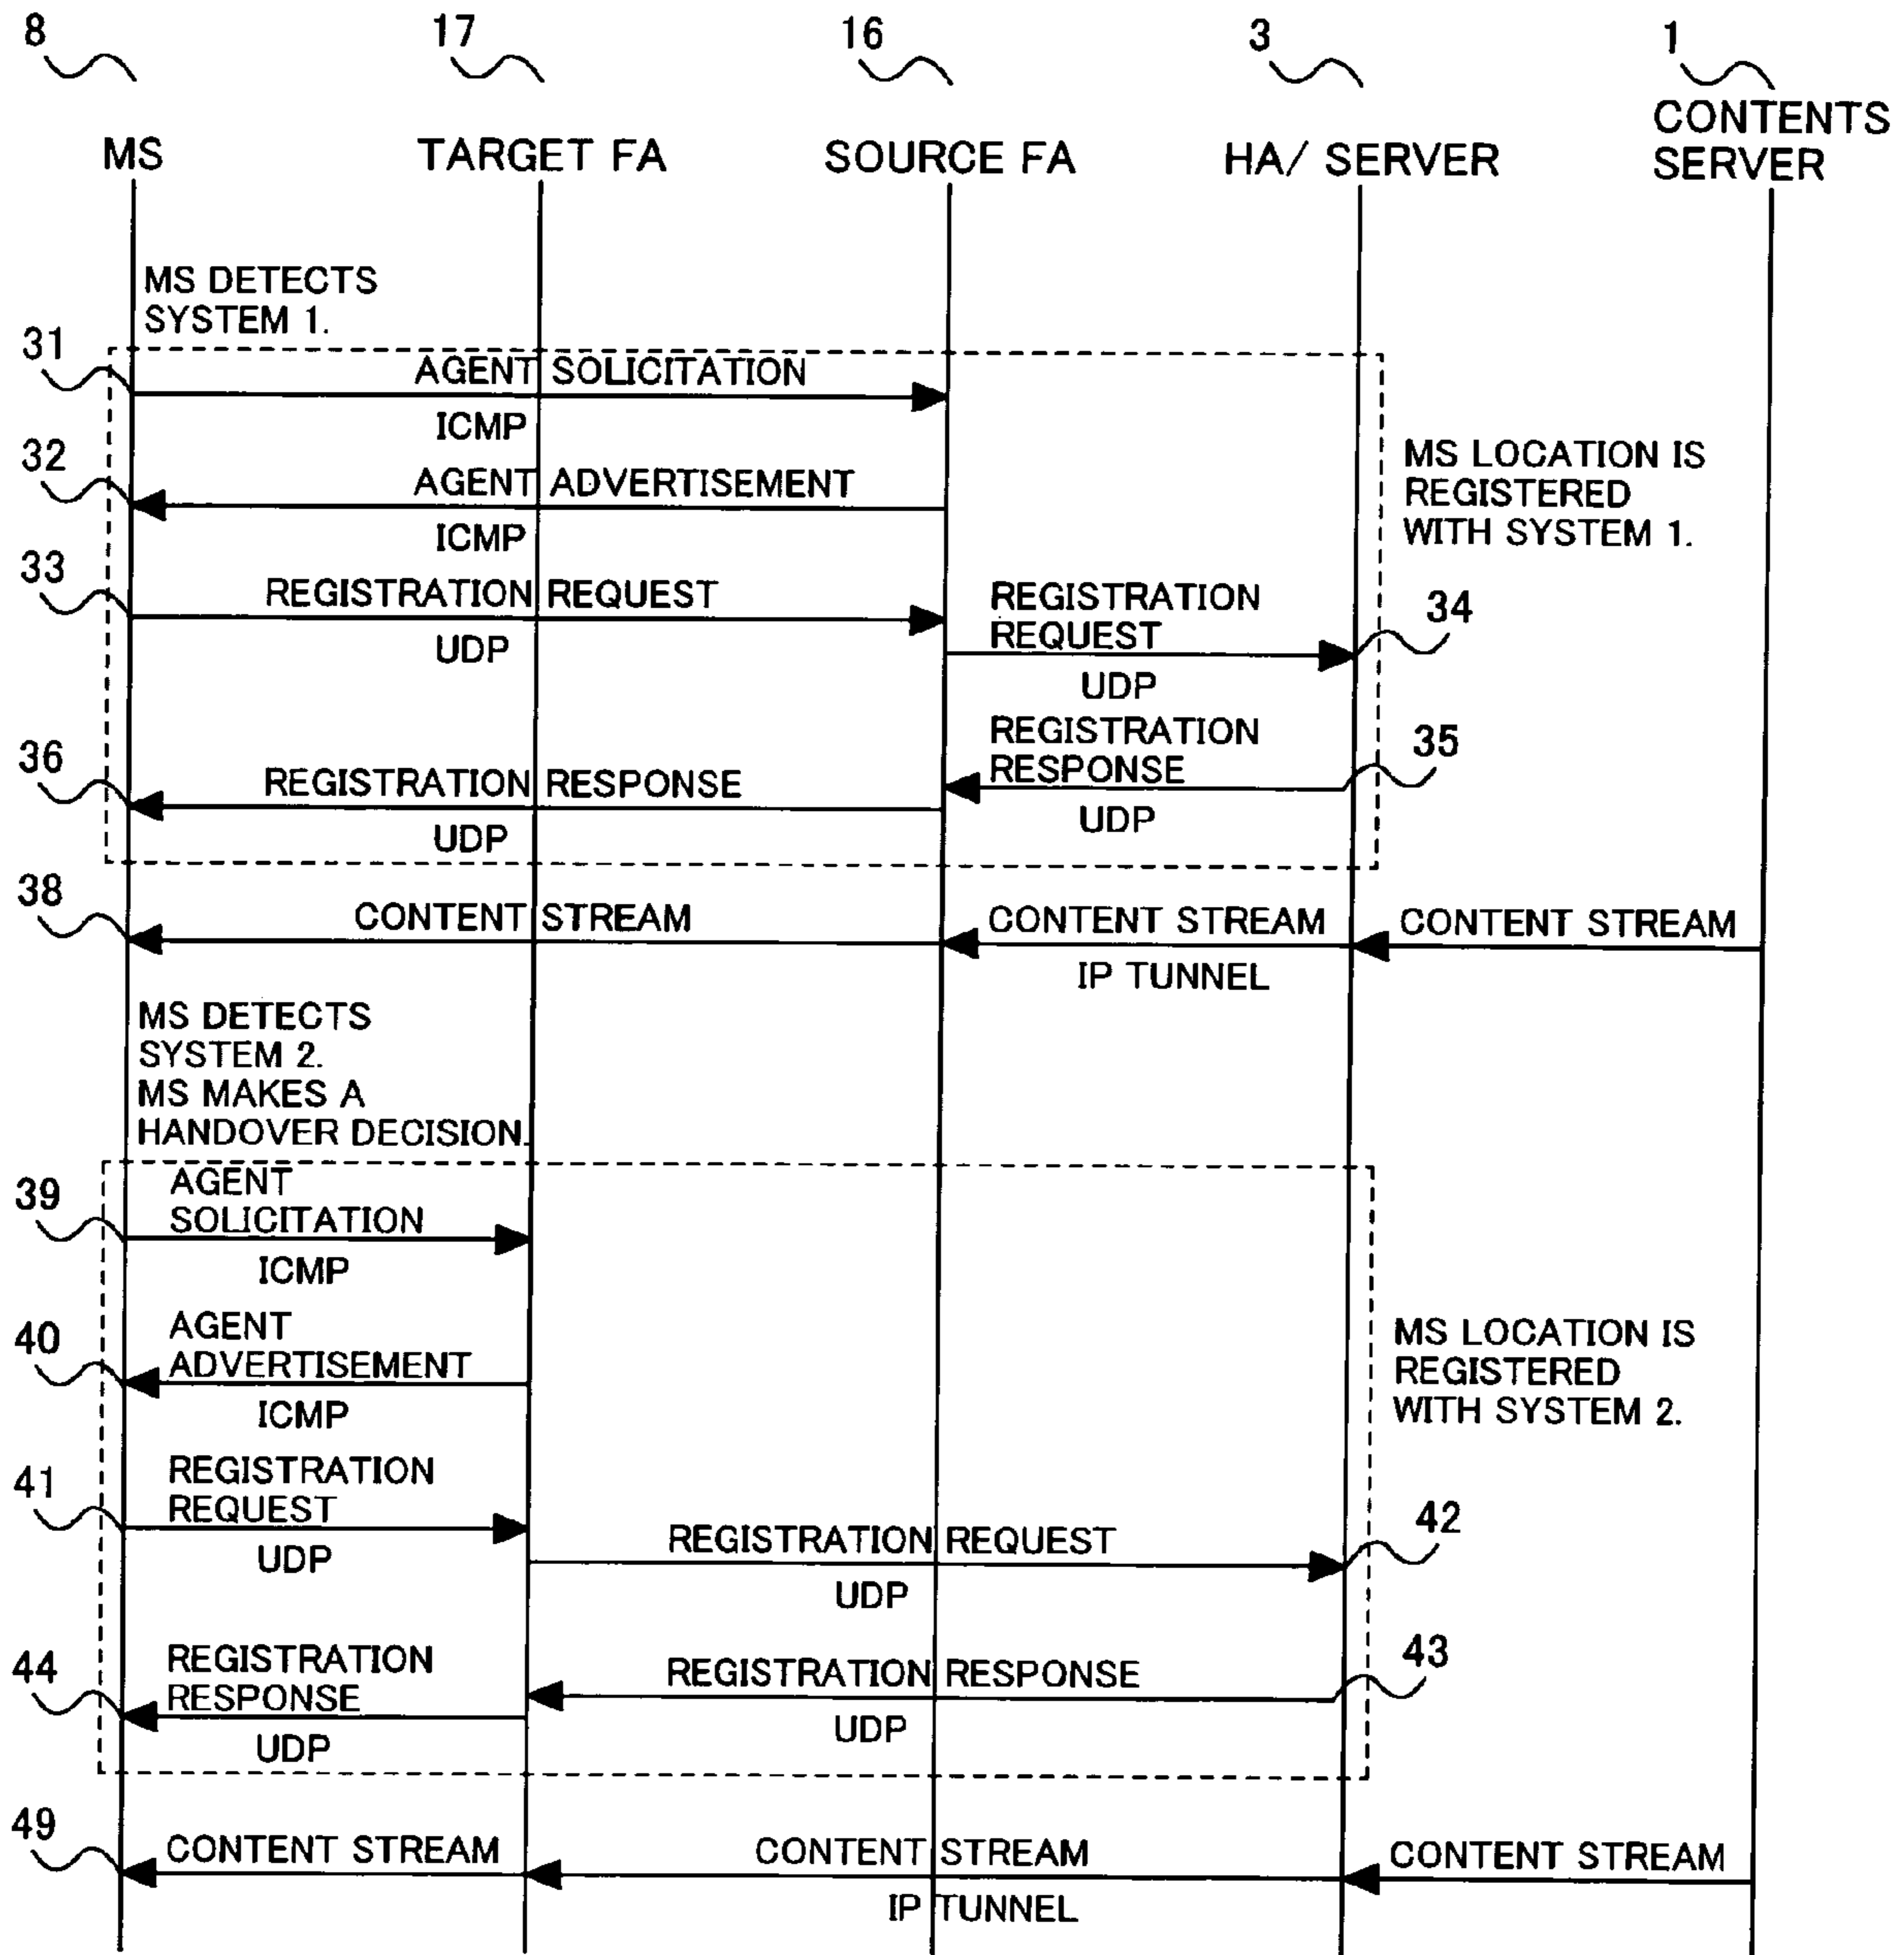 8
17
16
3
1
MS
TARGET FA
SOURCE FA
HA/ SERVER
CONTENTS
SERVER
MS DETECTS
SYSTEM 1.
31
AGENT SOLICITATION
ICMP
32
AGENT ADVERTISEMENT
ICMP
MS LOCATION IS
REGISTERED
WITH SYSTEM 1.
33
REGISTRATION REQUEST
UDP
REGISTRATION
REQUEST
UDP
34
REGISTRATION
RESPONSE
UDP
35
36
REGISTRATION RESPONSE
UDP
38
CONTENT STREAM
CONTENT STREAM
IP TUNNEL
CONTENT STREAM
MS DETECTS
SYSTEM 2.
MS MAKES A
HANDOVER DECISION.
39
AGENT
SOLICITATION
ICMP
40
AGENT
ADVERTISEMENT
ICMP
MS LOCATION IS
REGISTERED
WITH SYSTEM 2.
41
REGISTRATION
REQUEST
UDP
REGISTRATION REQUEST
UDP
42
44
REGISTRATION
RESPONSE
UDP
REGISTRATION RESPONSE
UDP
43
49
CONTENT STREAM
CONTENT STREAM
IP TUNNEL
CONTENT STREAM